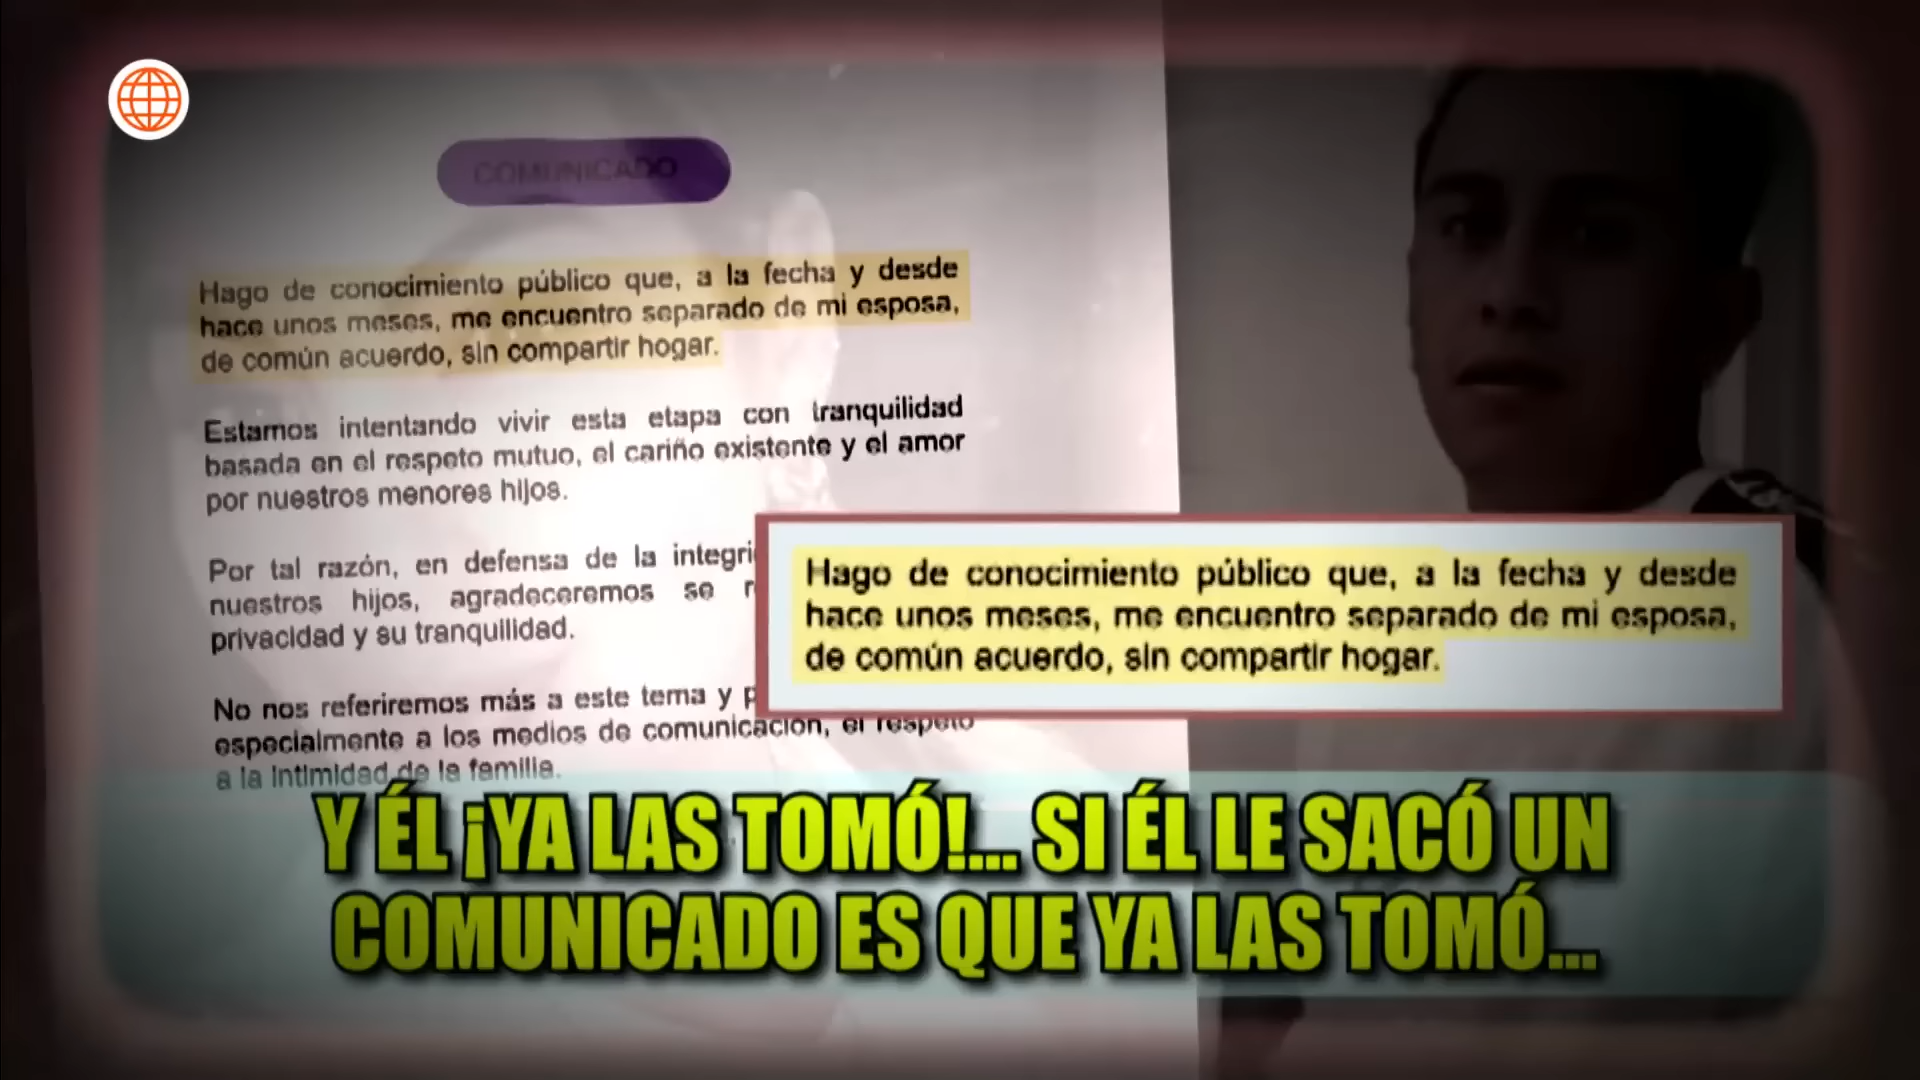 COMUNICADO
Hago de conocimiento público que, a la fecha y desde
hace unos meses, me encuentro separado de mi esposa,
de común acuerdo, sin compartir hogar.
Estamos intentando vivir esta etapa con tranquilidad
basada en el respeto mutuo, el cariño existente y el amor
por nuestros menores hijos.
Por tal razón, en defensa de la integri
nuestros hijos, agradeceremos se r
privacidad y su tranquilidad.
No nos referiremos más a este tema y p
especialmente a los medios de comunicación, el respeto
a la intimidad de la familia.
Hago de conocimiento público que, a la fecha y desde
hace unos meses, me encuentro separado de mi esposa,
de común acuerdo, sin compartir hogar.
Y ÉL ¡YA LAS TOMÓ!... SI ÉL LE SACÓ UN
COMUNICADO ES QUE YA LAS TOMÓ...